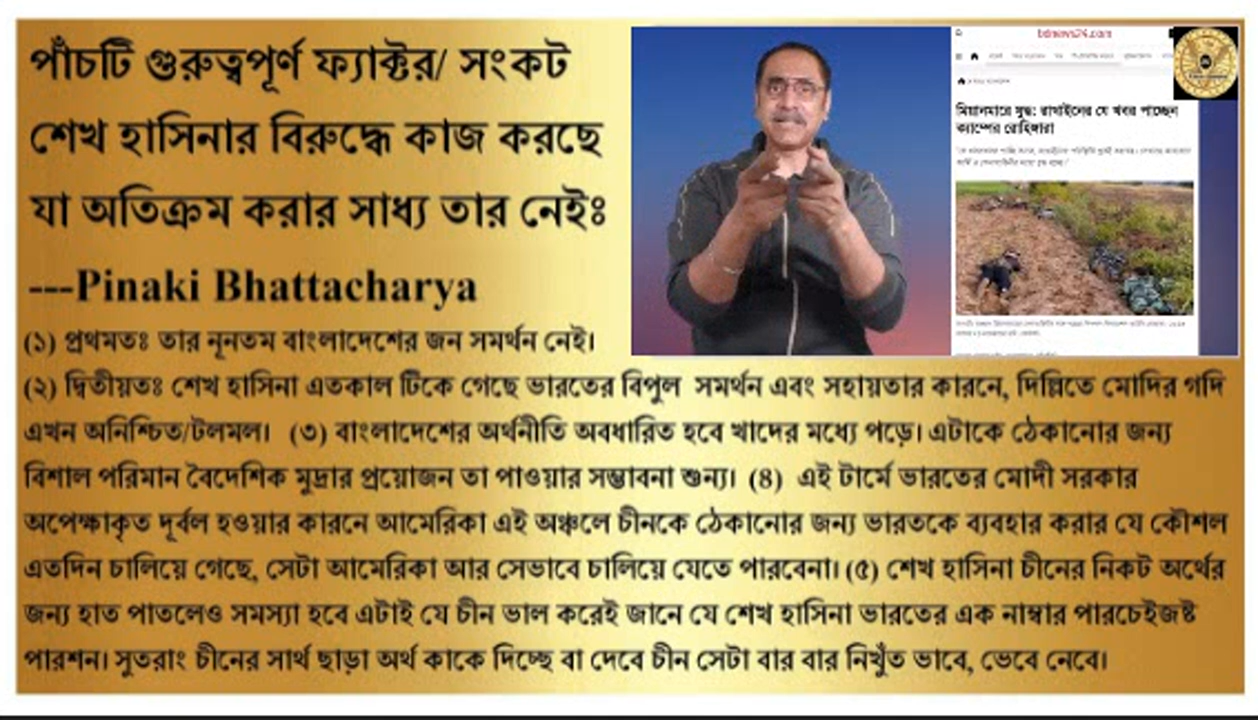 পাঁচটি গুরুত্বপূর্ণ ফ্যাক্টর/ সংকট
শেখ হাসিনার বিরুদ্ধে কাজ করছে
যা অতিক্রম করার সাধ্য তার নেইঃ
---Pinaki Bhattacharya
(১) প্রথমতঃ তার নূনতম বাংলাদেশের জন সমর্থন নেই।
(২) দ্বিতীয়তঃ শেখ হাসিনা এতকাল টিকে গেছে ভারতের বিপুল সমর্থন এবং সহায়তার কারনে, দিল্লিতে মোদির গদি
এখন অনিশ্চিত/টলমল। (৩) বাংলাদেশের অর্থনীতি অবধারিত হবে খাদের মধ্যে পড়ে। এটাকে ঠেকানোর জন্য
বিশাল পরিমান বৈদেশিক মুদ্রার প্রয়োজন তা পাওয়ার সম্ভাবনা শুন্য। (৪) এই টার্মে ভারতের মোদী সরকার
অপেক্ষাকৃত দূর্বল হওয়ার কারনে আমেরিকা এই অঞ্চলে চীনকে ঠেকানোর জন্য ভারতকে ব্যবহার করার যে কৌশল
এতদিন চালিয়ে গেছে, সেটা আমেরিকা আর সেভাবে চালিয়ে যেতে পারবেনা। (৫) শেখ হাসিনা চীনের নিকট অর্থের
জন্য হাত পাতলেও সমস্যা হবে এটাই যে চীন ভাল করেই জানে যে শেখ হাসিনা ভারতের এক নাম্বার পারচেইজষ্ট
পারশন। সুতরাং চীনের সার্থ ছাড়া অর্থ কাকে দিচ্ছে বা দেবে চীন সেটা বার বার নিখুঁত ভাবে, ভেবে নেবে।
bdnews24.com
মিয়ানমারে যুদ্ধ: রাখাইনের যে খবর পাচ্ছেন
ক্যাম্পের রোহিঙ্গারা